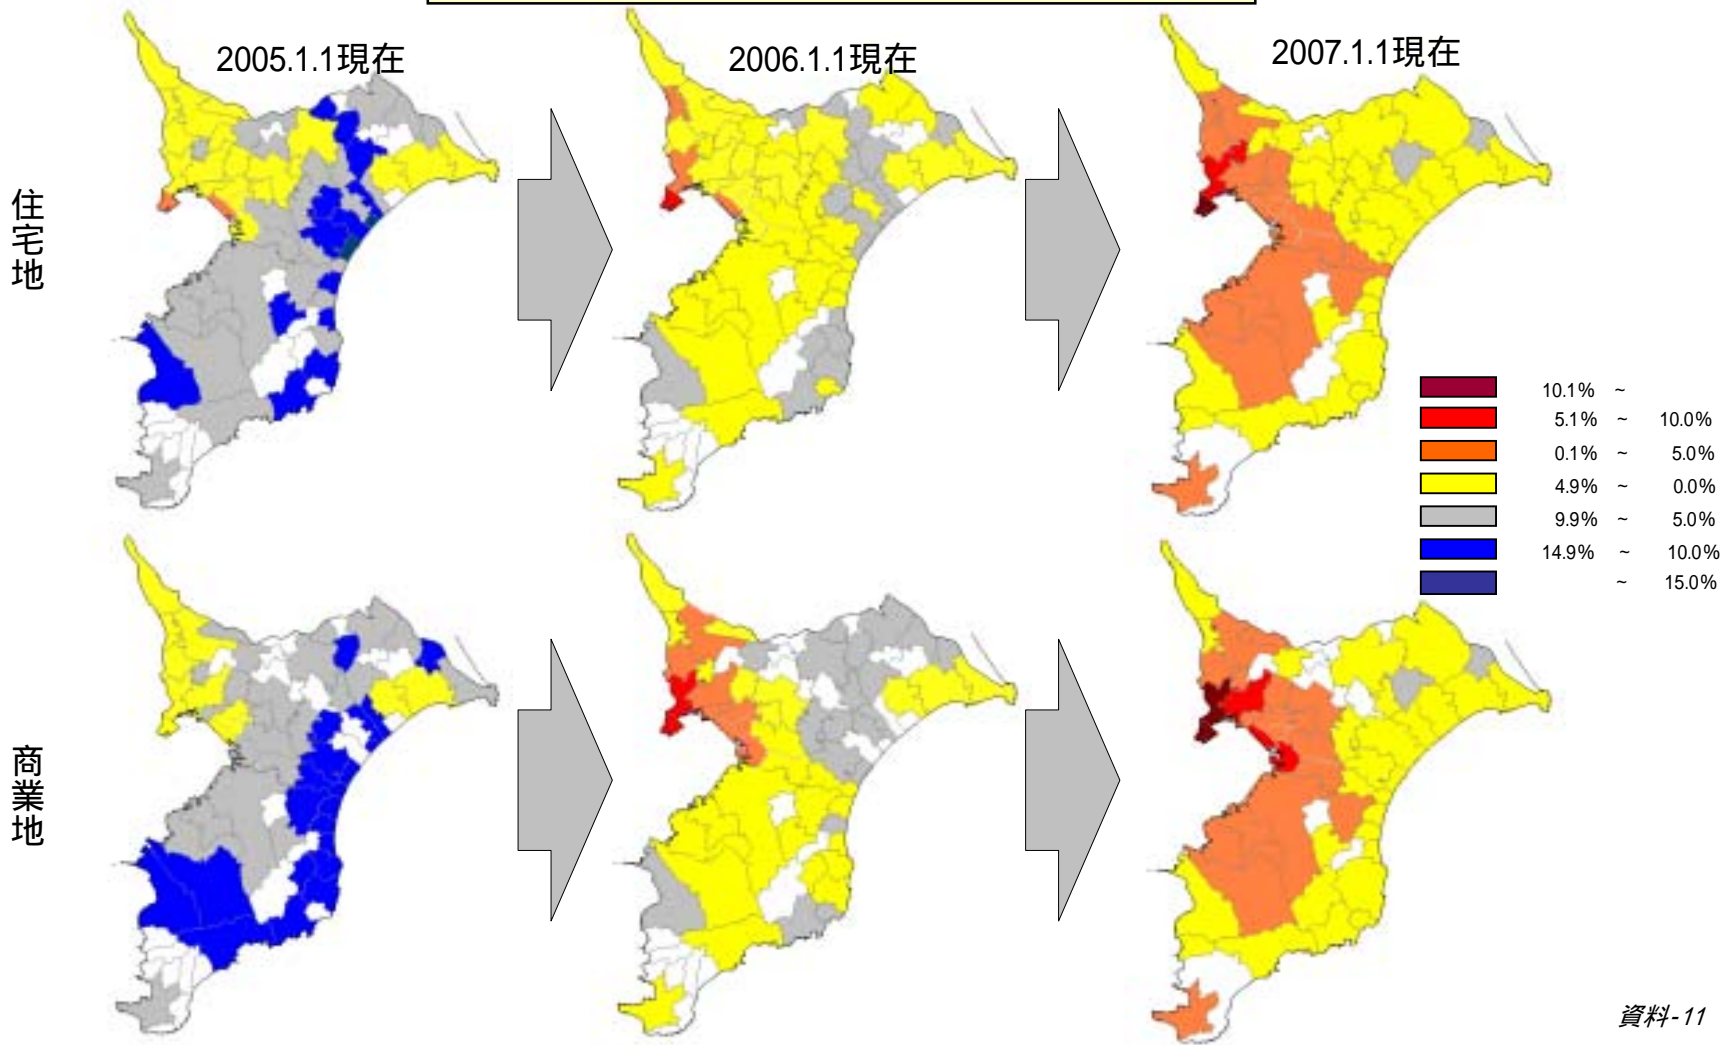 2005.1.1現在
2006.1.1現在
2007.1.1現在
住宅地
10.1% ~
5.1% ~ 10.0%
0.1% ~ 5.0%
4.9% ~ 0.0%
9.9% ~ 5.0%
14.9% ~ 10.0%
~ 15.0%
商業地
資料-11